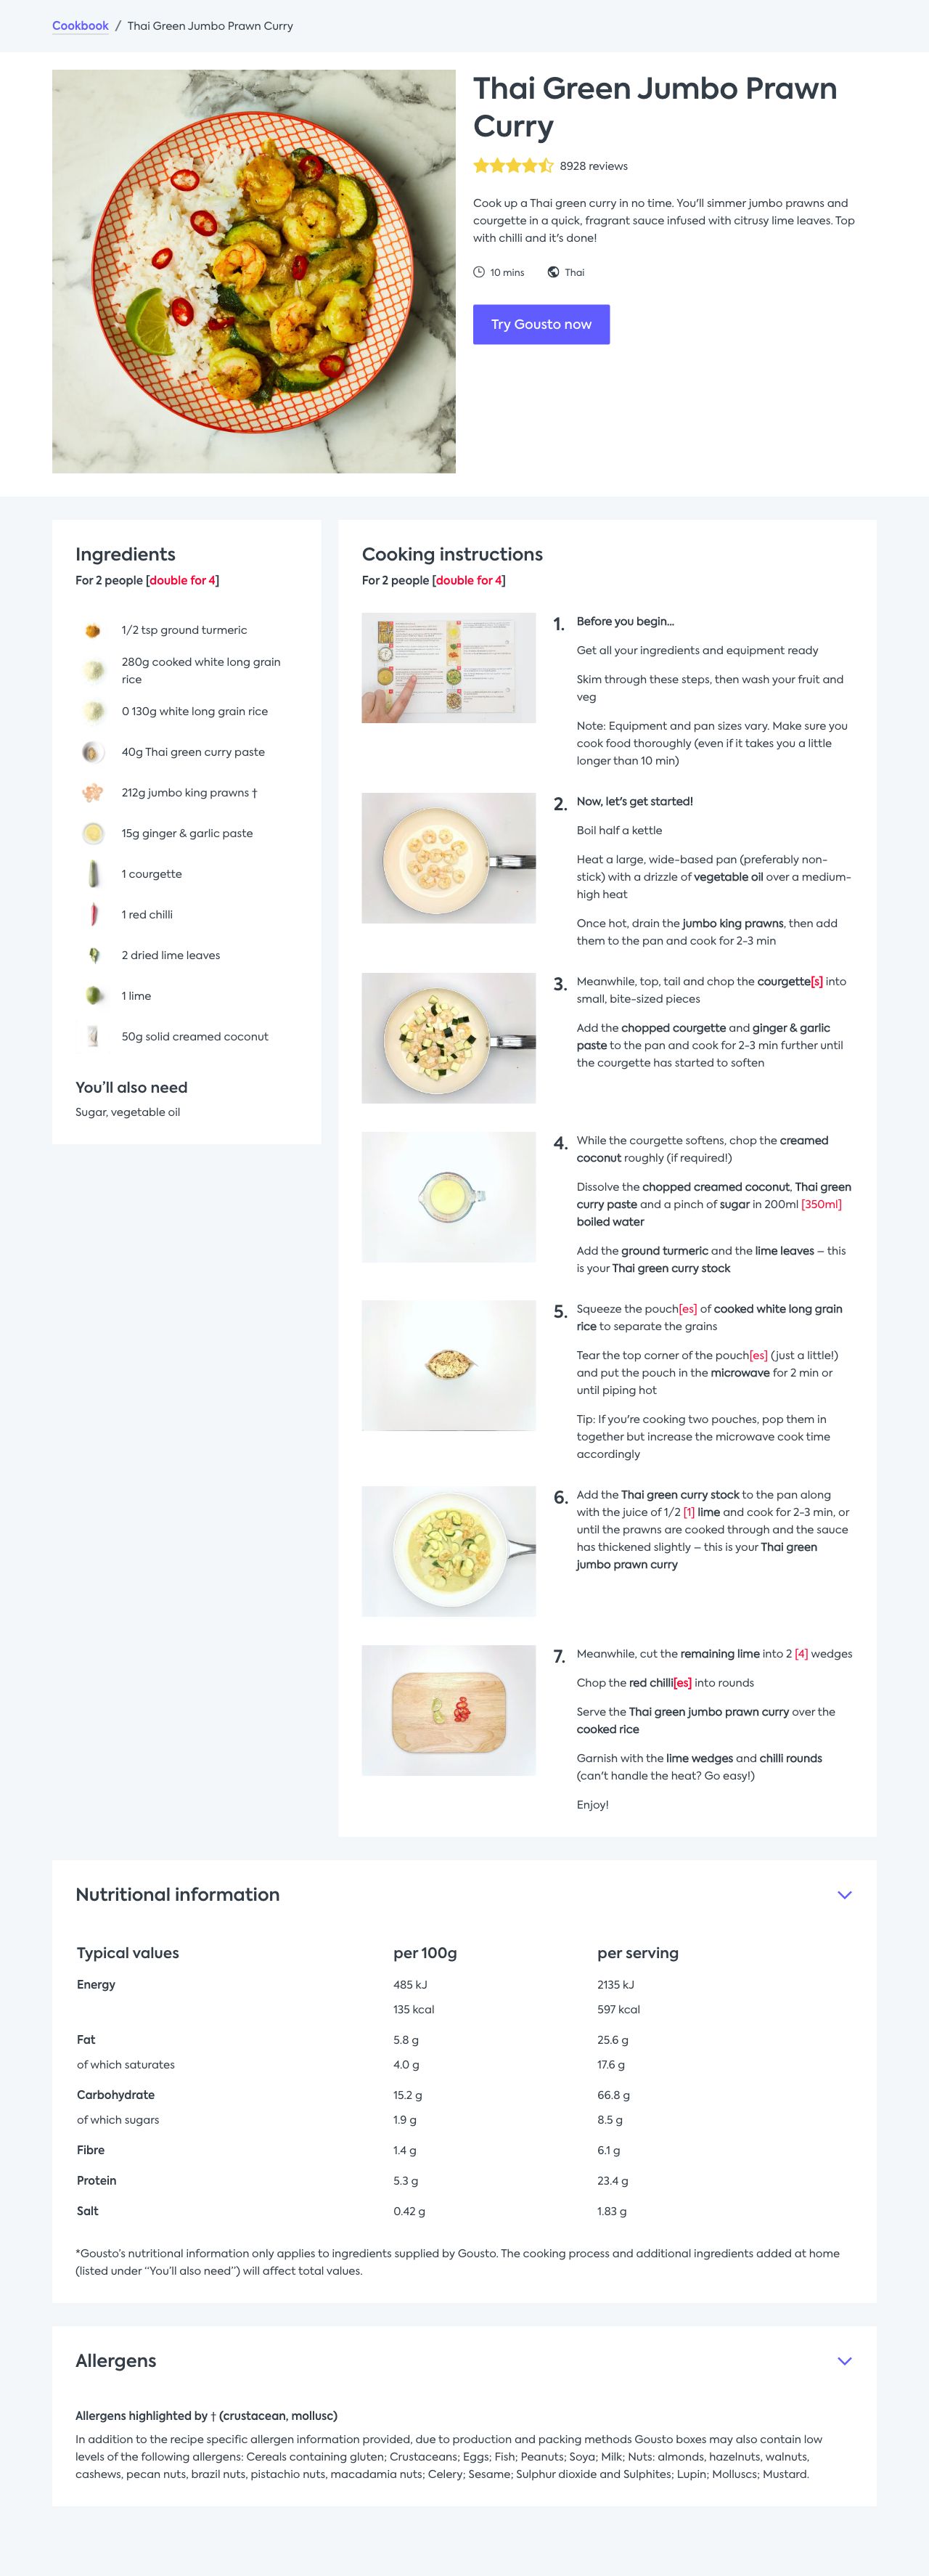 Cookbook / Thai Green Jumbo Prawn Curry
Thai Green Jumbo Prawn
Curry
8928 reviews
Cook up a Thai green curry in no time. You'll simmer jumbo prawns and
courgette in a quick, fragrant sauce infused with citrusy lime leaves. Top
with chilli and it's done!
10 mins Thai
Try Gousto now
Ingredients
For 2 people [double for 4]
1/2 tsp ground turmeric
280g cooked white long grain
rice
0 130g white long grain rice
40g Thai green curry paste
212g jumbo king prawns †
15g ginger & garlic paste
1 courgette
1 red chilli
2 dried lime leaves
1 lime
50g solid creamed coconut
You'll also need
Sugar, vegetable oil
Cooking instructions
For 2 people [double for 4]
1. Before you begin...
Get all your ingredients and equipment ready
Skim through these steps, then wash your fruit and
veg
Note: Equipment and pan sizes vary. Make sure you
cook food thoroughly (even if it takes you a little
longer than 10 min)
2. Now, let's get started!
Boil half a kettle
Heat a large, wide-based pan (preferably non-
stick) with a drizzle of vegetable oil over a medium-
high heat
Once hot, drain the jumbo king prawns, then add
them to the pan and cook for 2-3 min
3. Meanwhile, top, tail and chop the courgette[s] into
small, bite-sized pieces
Add the chopped courgette and ginger & garlic
paste to the pan and cook for 2-3 min further until
the courgette has started to soften
4. While the courgette softens, chop the creamed
coconut roughly (if required!)
Dissolve the chopped creamed coconut, Thai green
curry paste and a pinch of sugar in 200ml [350ml]
boiled water
Add the ground turmeric and the lime leaves – this
is your Thai green curry stock
5. Squeeze the pouch[es] of cooked white long grain
rice to separate the grains
Tear the top corner of the pouch[es] (just a little!)
and put the pouch in the microwave for 2 min or
until piping hot
Tip: If you're cooking two pouches, pop them in
together but increase the microwave cook time
accordingly
6. Add the Thai green curry stock to the pan along
with the juice of 1/2 [1] lime and cook for 2-3 min, or
until the prawns are cooked through and the sauce
has thickened slightly – this is your Thai green
jumbo prawn curry
7. Meanwhile, cut the remaining lime into 2 [4] wedges
Chop the red chilli[es] into rounds
Serve the Thai green jumbo prawn curry over the
cooked rice
Garnish with the lime wedges and chilli rounds
(can't handle the heat? Go easy!)
Enjoy!
Nutritional information
Typical values per 100g per serving
Energy 485 kJ 2135 kJ
135 kcal 597 kcal
Fat 5.8 g 25.6 g
of which saturates 4.0 g 17.6 g
Carbohydrate 15.2 g 66.8 g
of which sugars 1.9 g 8.5 g
Fibre 1.4 g 6.1 g
Protein 5.3 g 23.4 g
Salt 0.42 g 1.83 g
*Gousto's nutritional information only applies to ingredients supplied by Gousto. The cooking process and additional ingredients added at home
(listed under “You'll also need”) will affect total values.
Allergens
Allergens highlighted by † (crustacean, mollusc)
In addition to the recipe specific allergen information provided, due to production and packing methods Gousto boxes may also contain low
levels of the following allergens: Cereals containing gluten; Crustaceans; Eggs; Fish; Peanuts; Soya; Milk; Nuts: almonds, hazelnuts, walnuts,
cashews, pecan nuts, brazil nuts, pistachio nuts, macadamia nuts; Celery; Sesame; Sulphur dioxide and Sulphites; Lupin; Molluscs; Mustard.